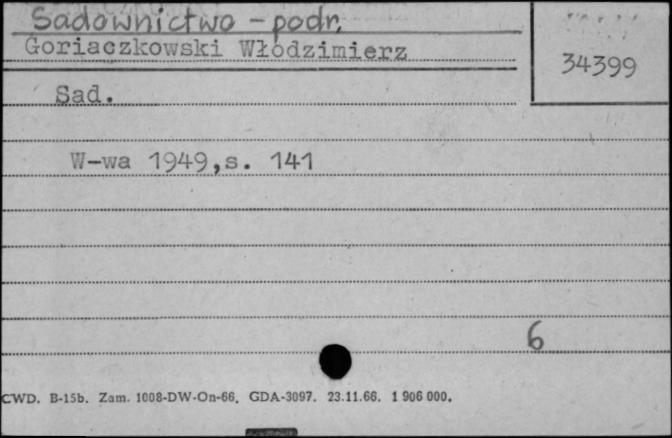 Sadownictwo - podr.
Goriaczkowski Włodzimierz
34399
Sad.
W-wa 1949,s. 141
6
CWD. B-15b. Zam. 1008-DW-On-66. GDA-3097. 23.11.66. 1 906 000.